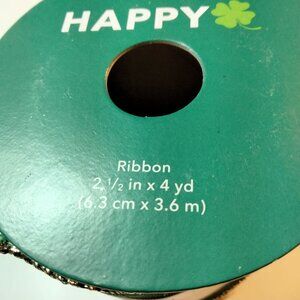 HAPPY
Ribbon
2 1/2 in x 4 yd
(6.3 cm x 3.6 m)